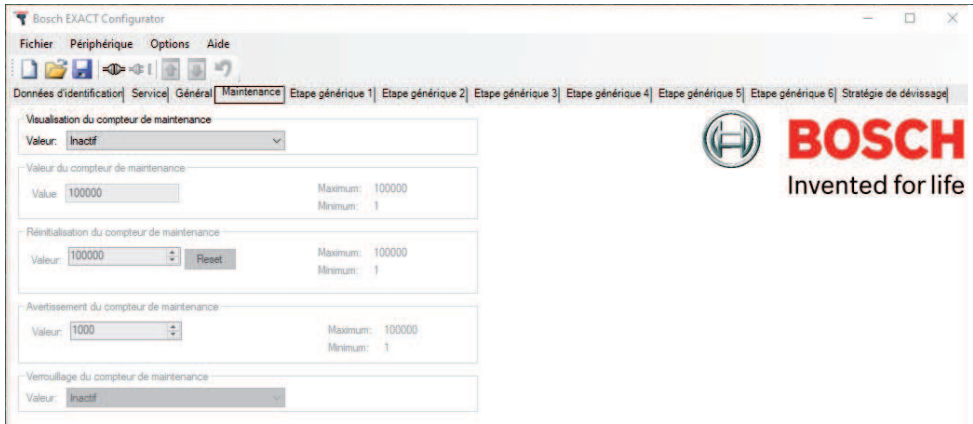 Bosch EXACT Configurator
Fichier Périphérique Options Aide
Données d'identification Service Général Maintenance Etape générique 1 Etape générique 2 Etape générique 3 Etape générique 4 Etape générique 5 Etape générique 6 Stratégie de dévissage
Visualisation du compteur de maintenance
Valeur: Inactif
BOSCH
Invented for life
Valeur du compteur de maintenance
Value 100000 Maximum: 100000
Minimum: 1
Réinitialisation du compteur de maintenance
Valeur: 100000 Reset Maximum: 100000
Minimum: 1
Avertissement du compteur de maintenance
Valeur: 1000 Maximum: 100000
Minimum: 1
Verrouillage du compteur de maintenance
Valeur: Inactif